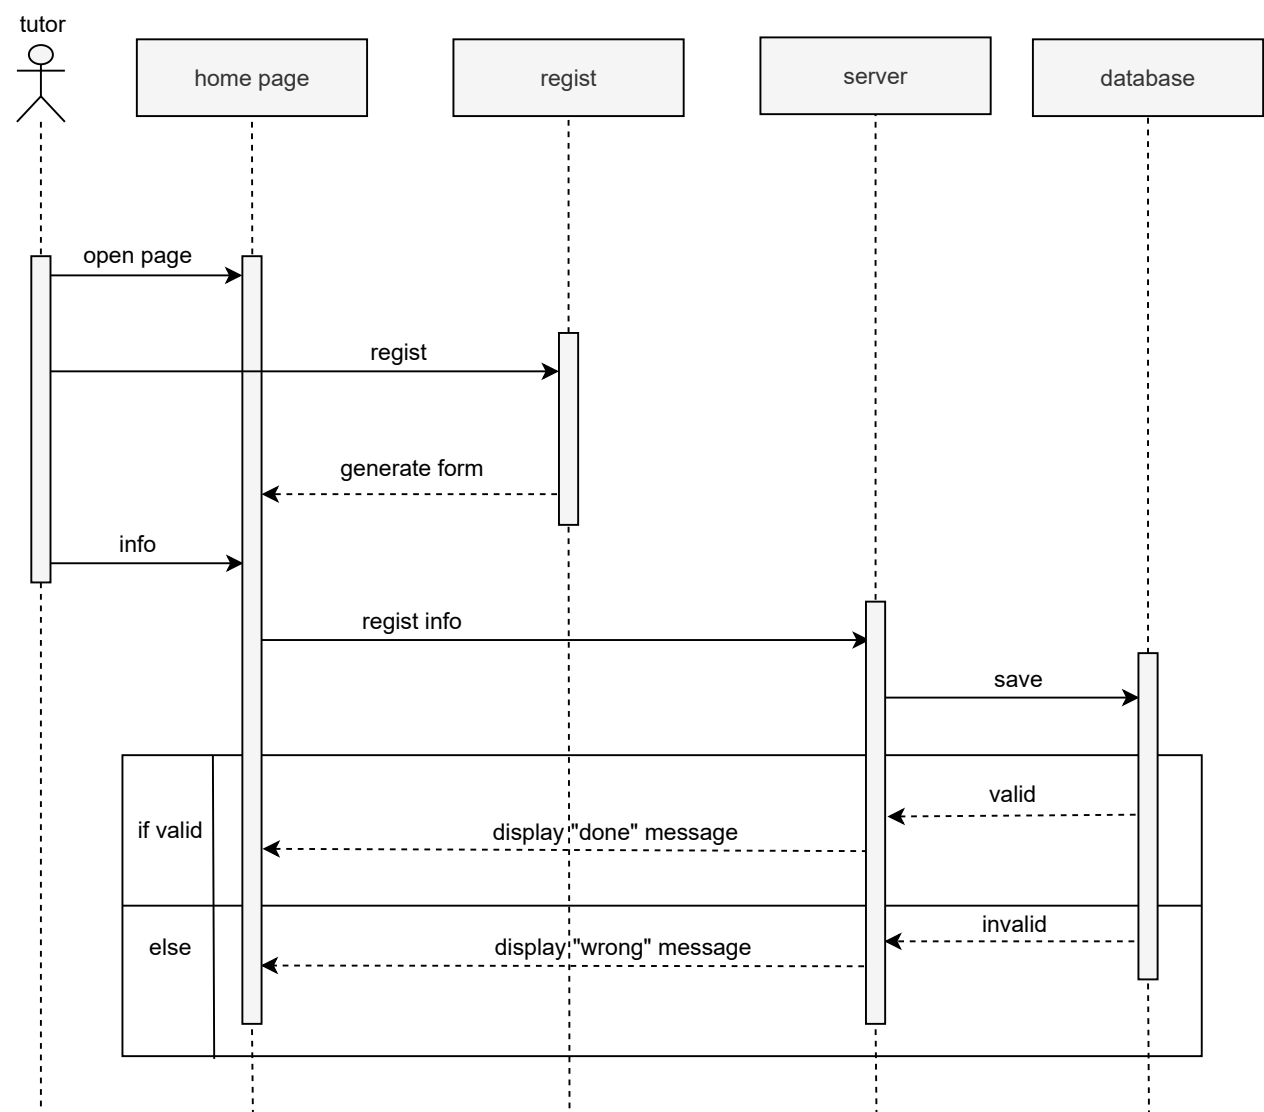 tutor
home page
regist
server
database
open page
regist
generate form
info
regist info
save
valid
if valid
display "done" message
invalid
else
display "wrong" message